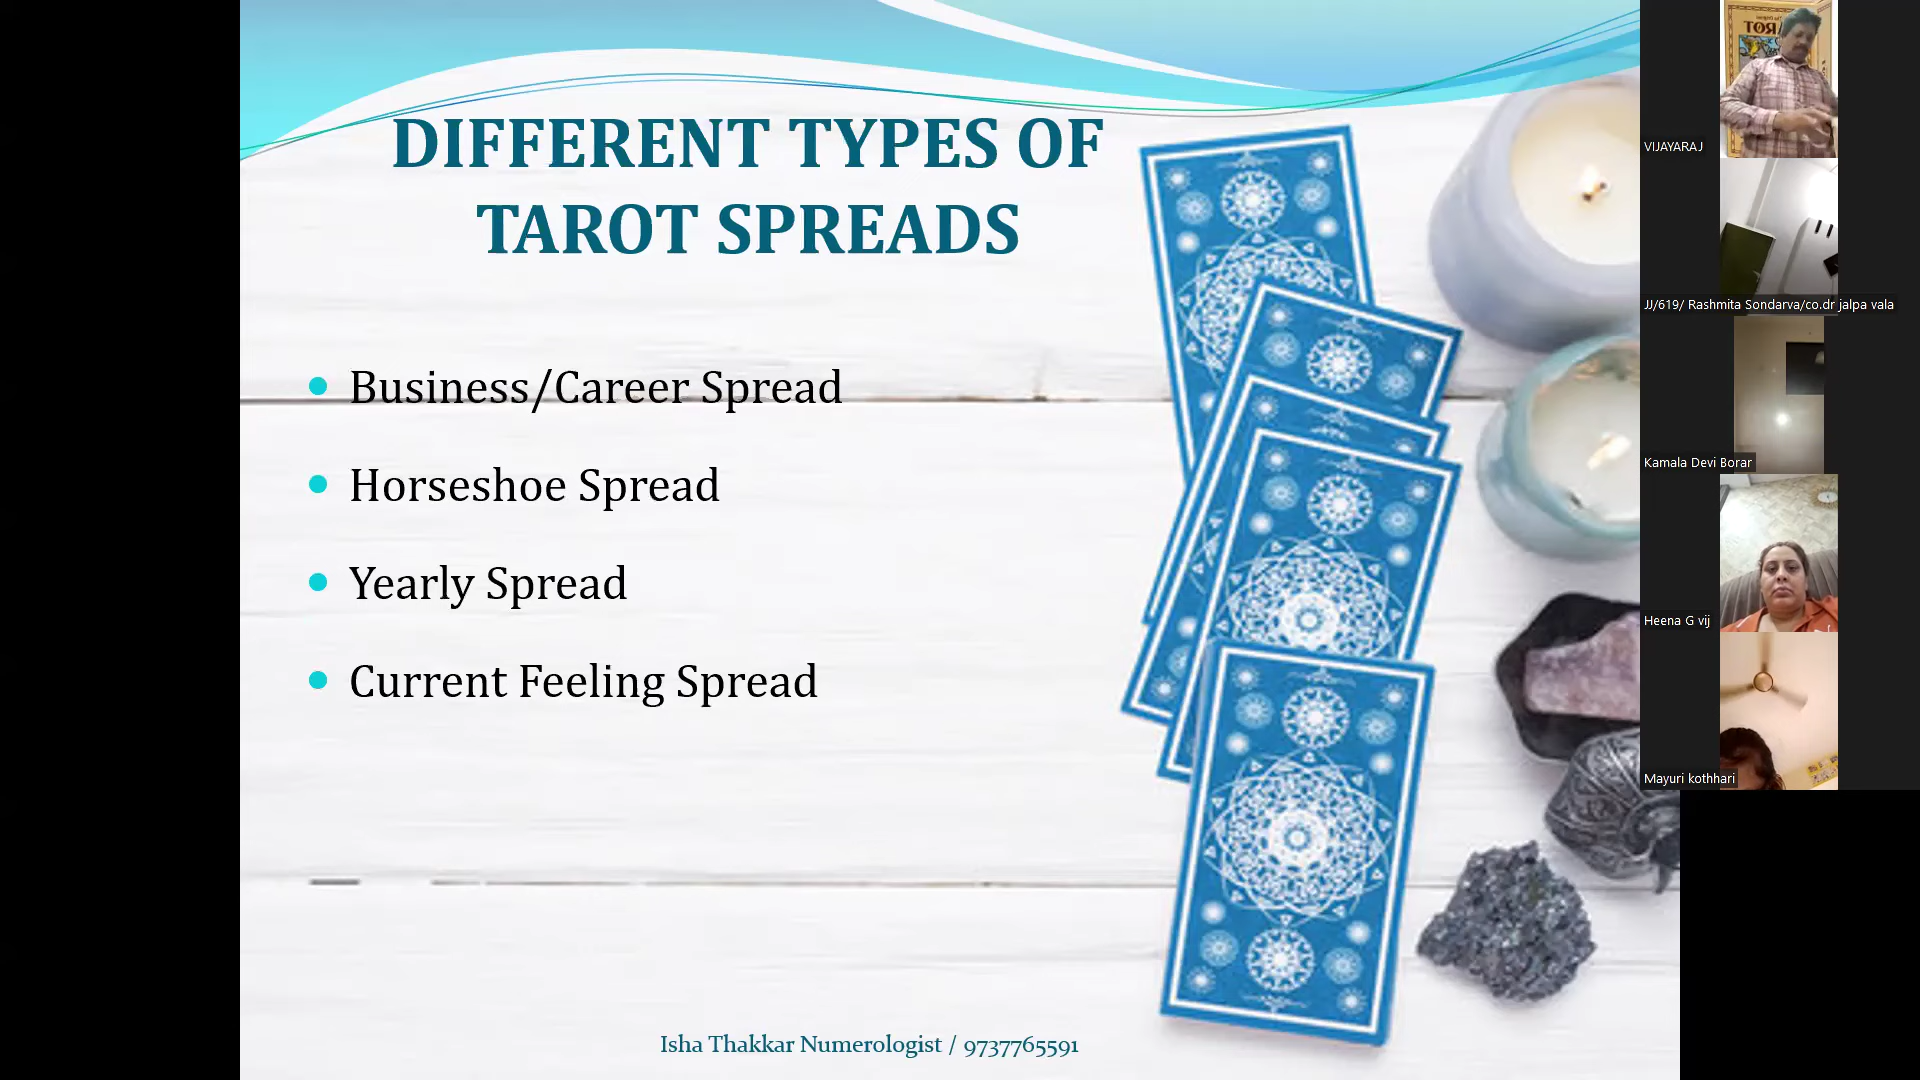 DIFFERENT TYPES OF
TAROT SPREADS
Business/Career Spread
Horseshoe Spread
Yearly Spread
Current Feeling Spread
Isha Thakkar Numerologist / 9737765591
VIJAYARAJ
JJ/619/ Rashmita Sondarva/co.dr jalpa vala
Kamala Devi Borar
Heena G vij
Mayuri kothhari